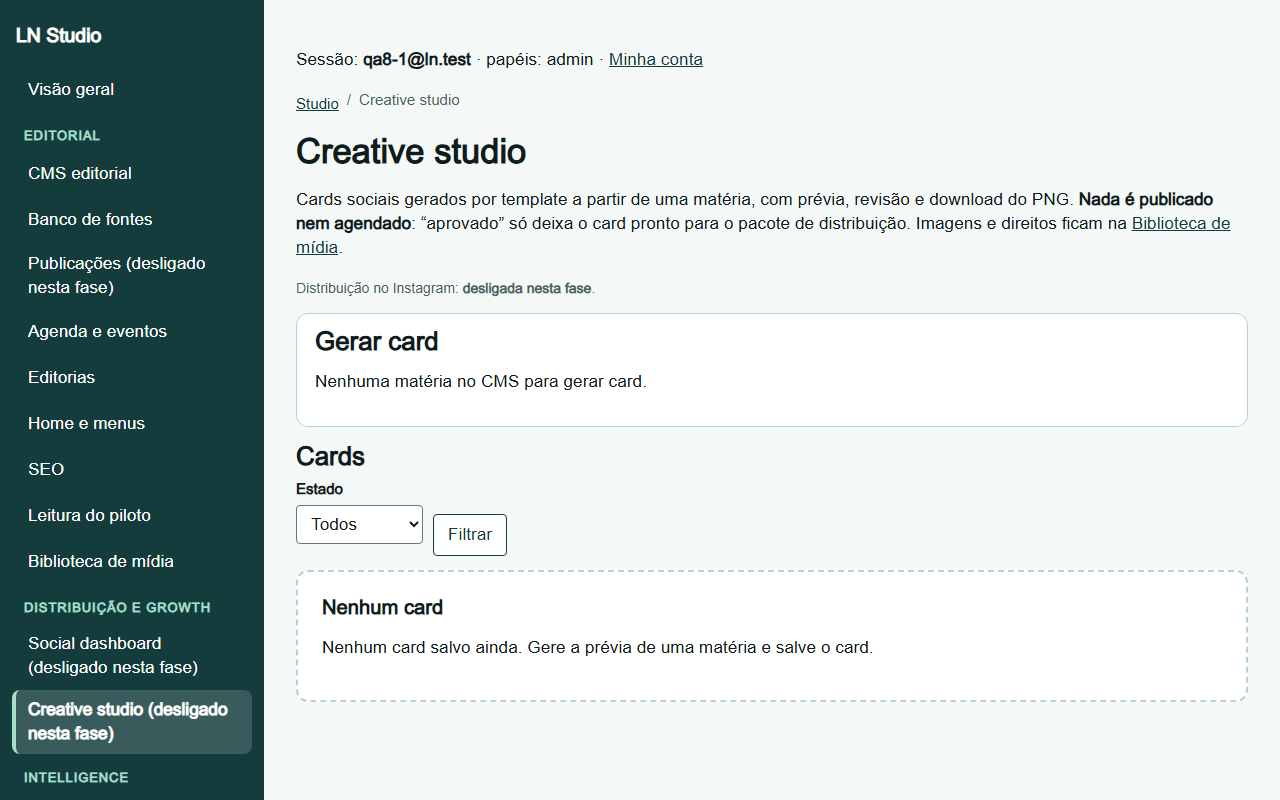 LN Studio
Visão geral
EDITORIAL
CMS editorial
Banco de fontes
Publicações (desligado
nesta fase)
Agenda e eventos
Editorias
Home e menus
SEO
Leitura do piloto
Biblioteca de mídia
DISTRIBUIÇÃO E GROWTH
Social dashboard
(desligado nesta fase)
Creative studio (desligado
nesta fase)
INTELLIGENCE
Sessão: qa8-1@ln.test · papéis: admin · Minha conta
Studio / Creative studio
Creative studio
Cards sociais gerados por template a partir de uma matéria, com prévia, revisão e download do PNG. Nada é publicado
nem agendado: “aprovado” só deixa o card pronto para o pacote de distribuição. Imagens e direitos ficam na Biblioteca de
mídia.
Distribuição no Instagram: desligada nesta fase.
Gerar card
Nenhuma matéria no CMS para gerar card.
Cards
Estado
Todos
Filtrar
Nenhum card
Nenhum card salvo ainda. Gere a prévia de uma matéria e salve o card.